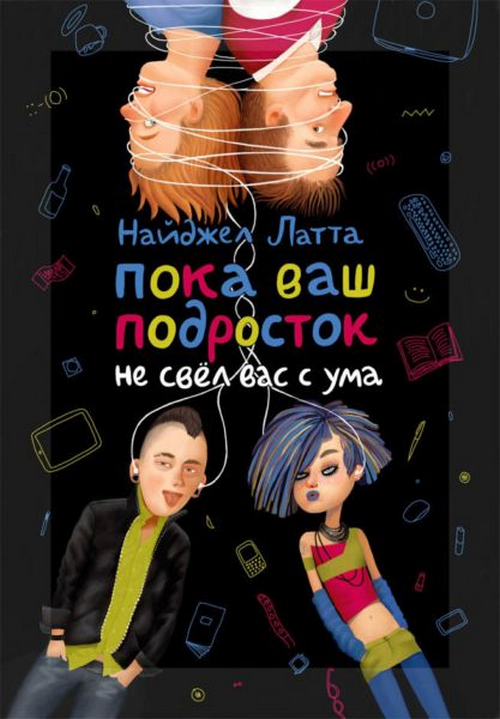 Найджел Латта
пока ваш
подросток
не свёл вас с ума